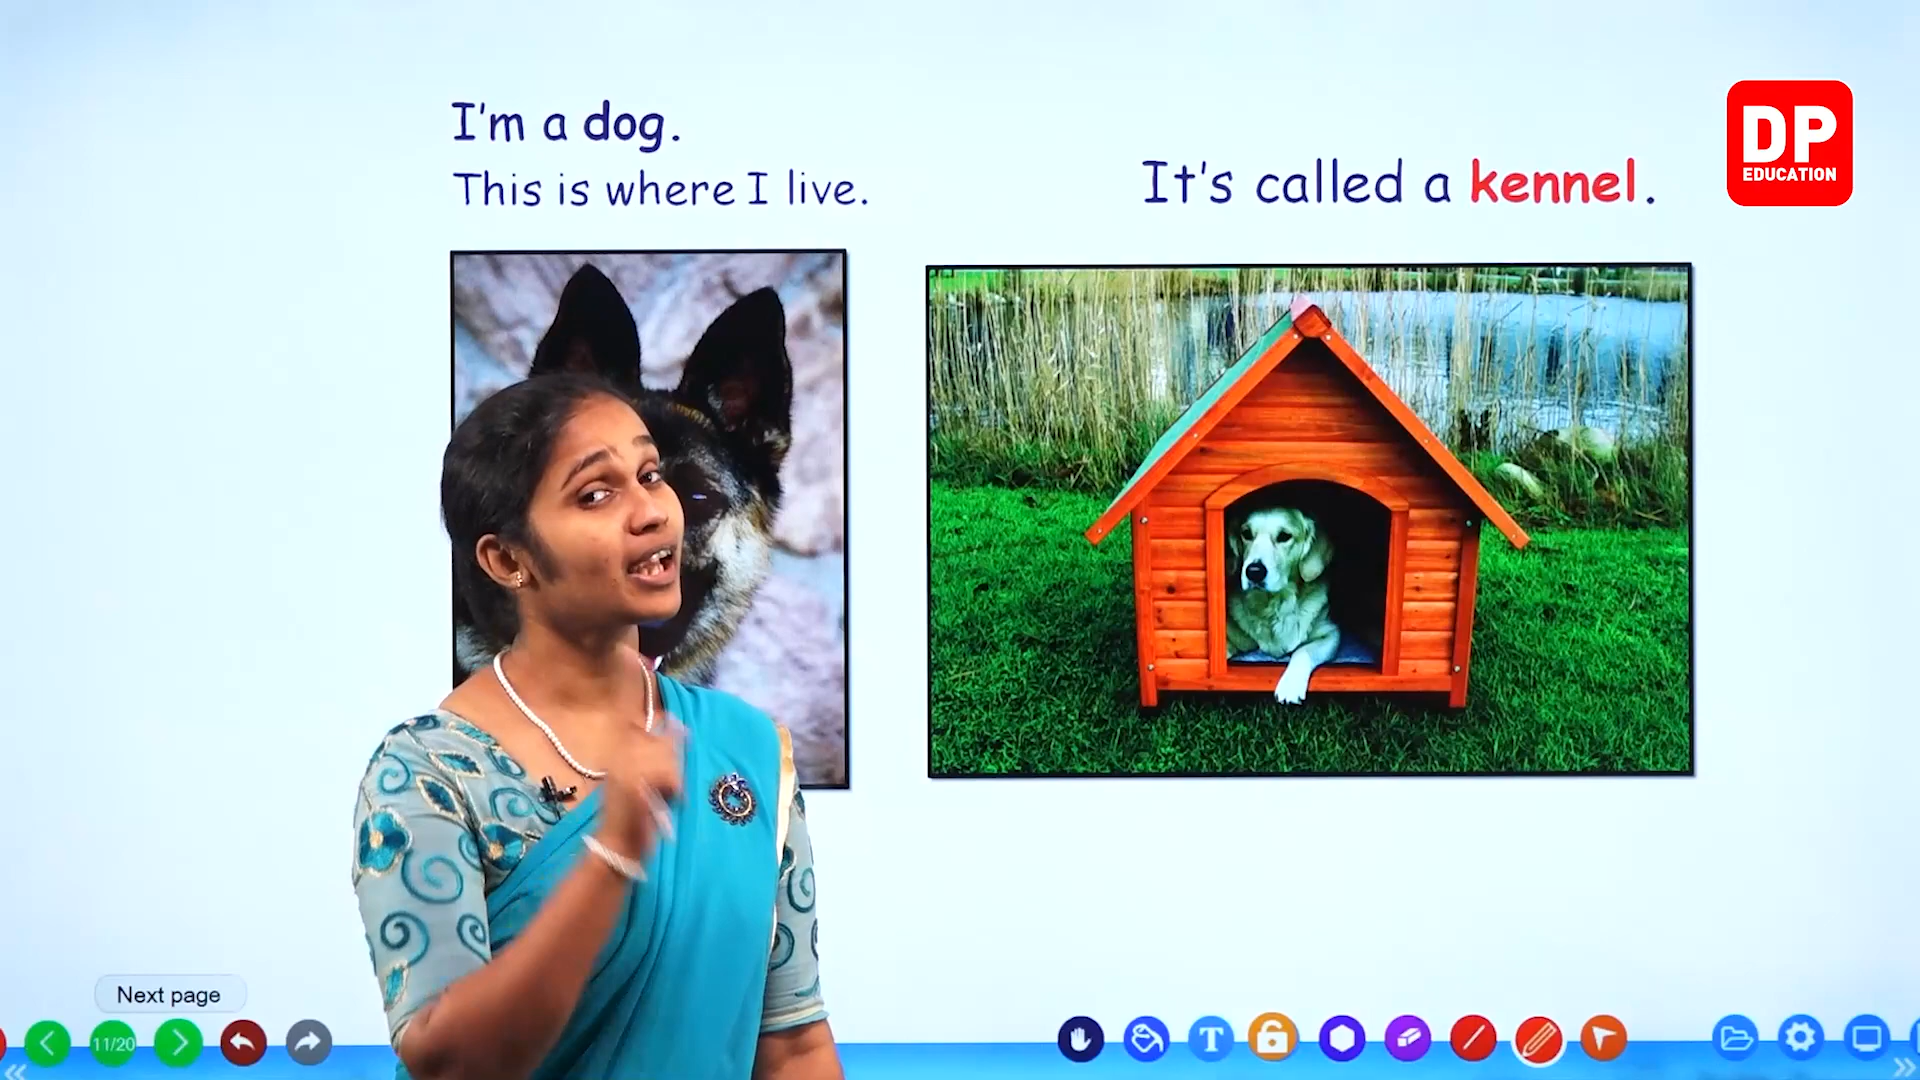 I'm a dog.
This is where I live.
It's called a kennel.
DP
EDUCATION
Next page
11/20
T